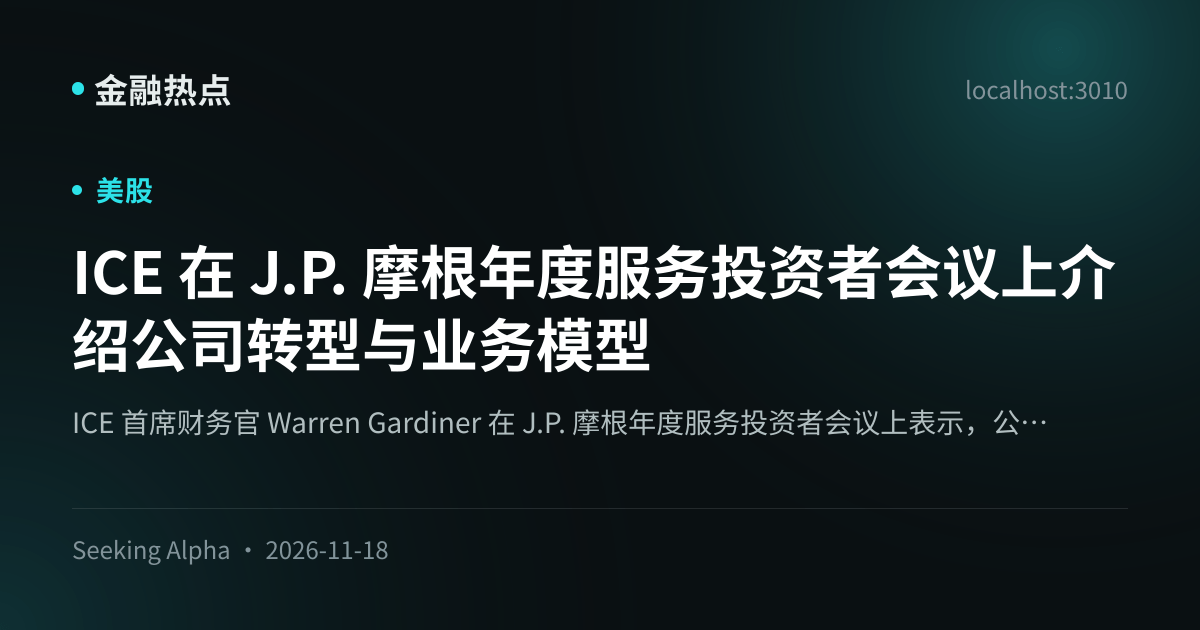 金融热点
localhost:3010
美股
ICE 在 J.P. 摩根年度服务投资者会议上介
绍公司转型与业务模型
ICE 首席财务官 Warren Gardiner 在 J.P. 摩根年度服务投资者会议上表示，公…
Seeking Alpha · 2026-11-18